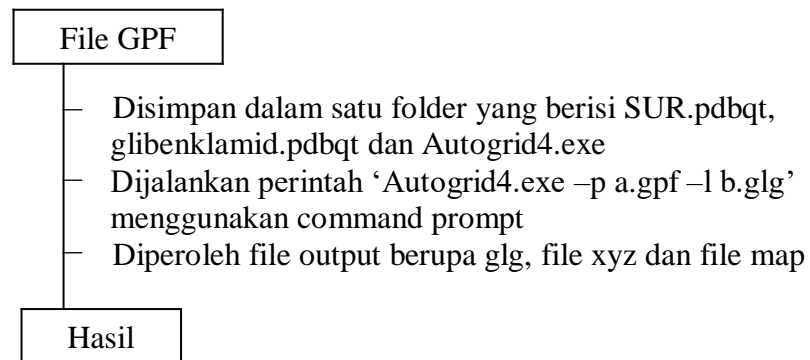 File GPF
Disimpan dalam satu folder yang berisi SUR.pdbqt,
glibenklamid.pdbqt dan Autogrid4.exe
Dijalankan perintah ‘Autogrid4.exe –p a.gpf –l b.glg’
menggunakan command prompt
Diperoleh file output berupa glg, file xyz dan file map
Hasil